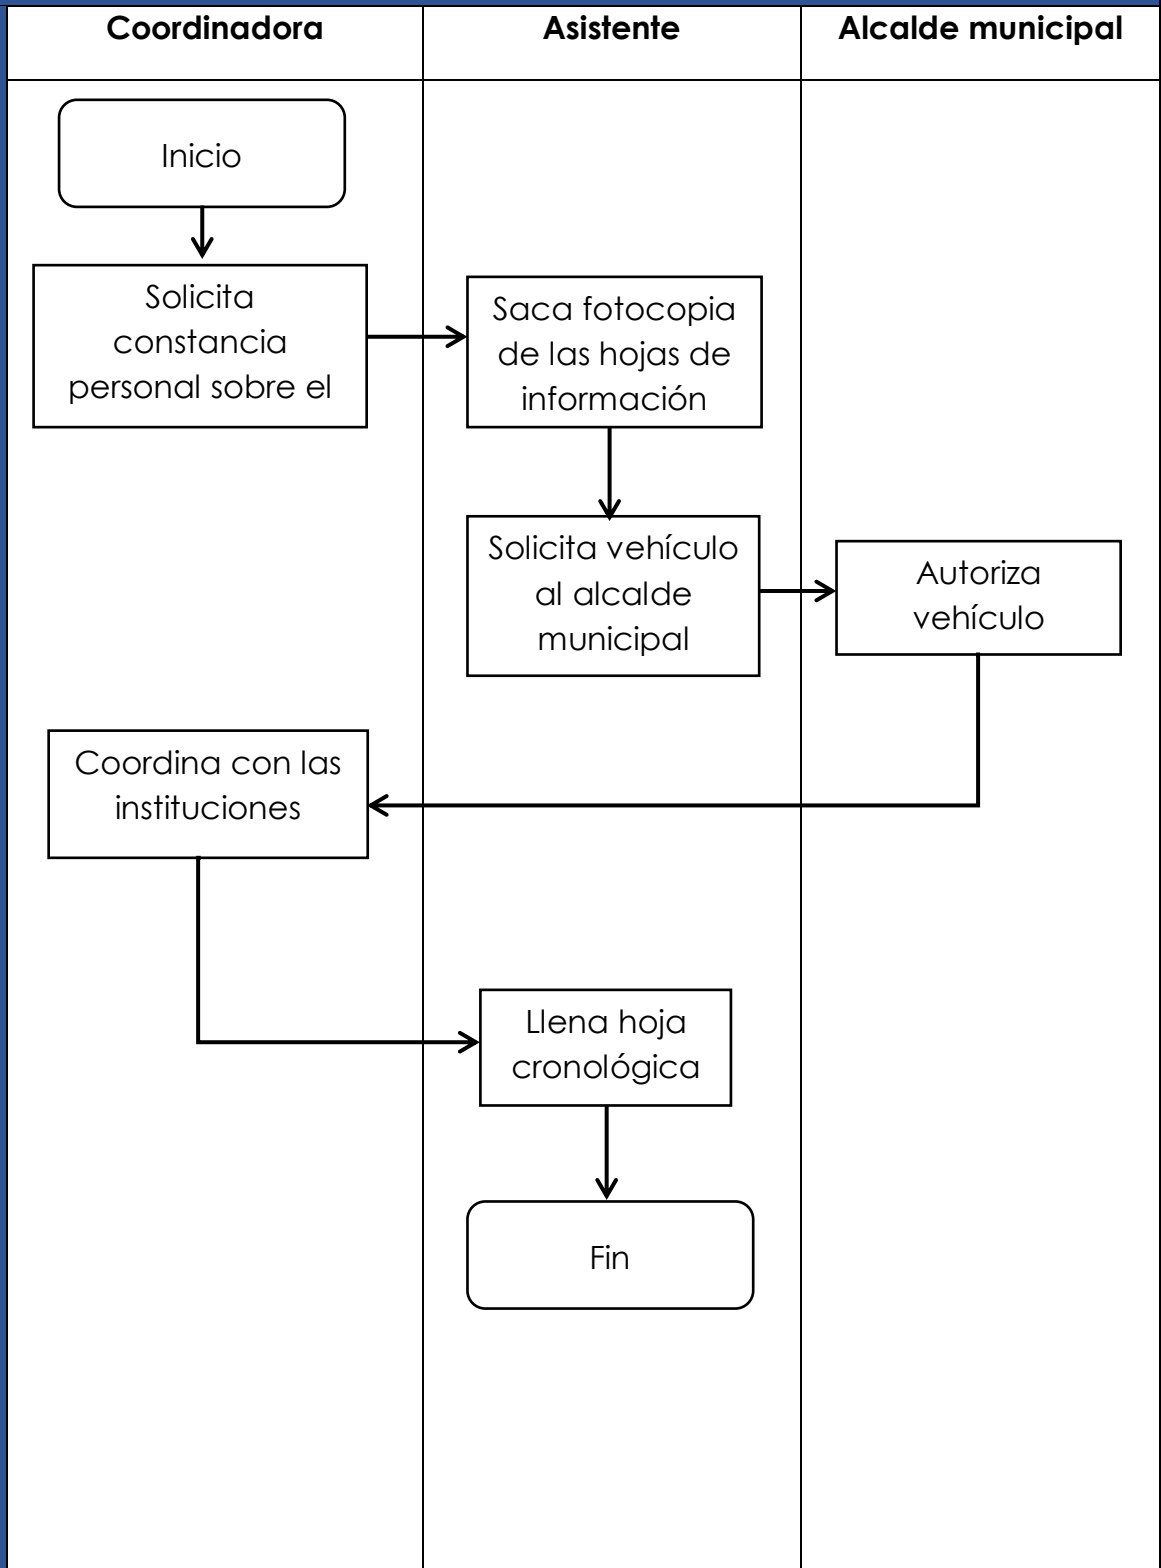 Coordinadora
Asistente
Alcalde municipal
Inicio
Solicita
constancia
personal sobre el
Saca fotocopia
de las hojas de
información
Solicita vehículo
al alcalde
municipal
Autoriza
vehículo
Coordina con las
instituciones
Llena hoja
cronológica
Fin